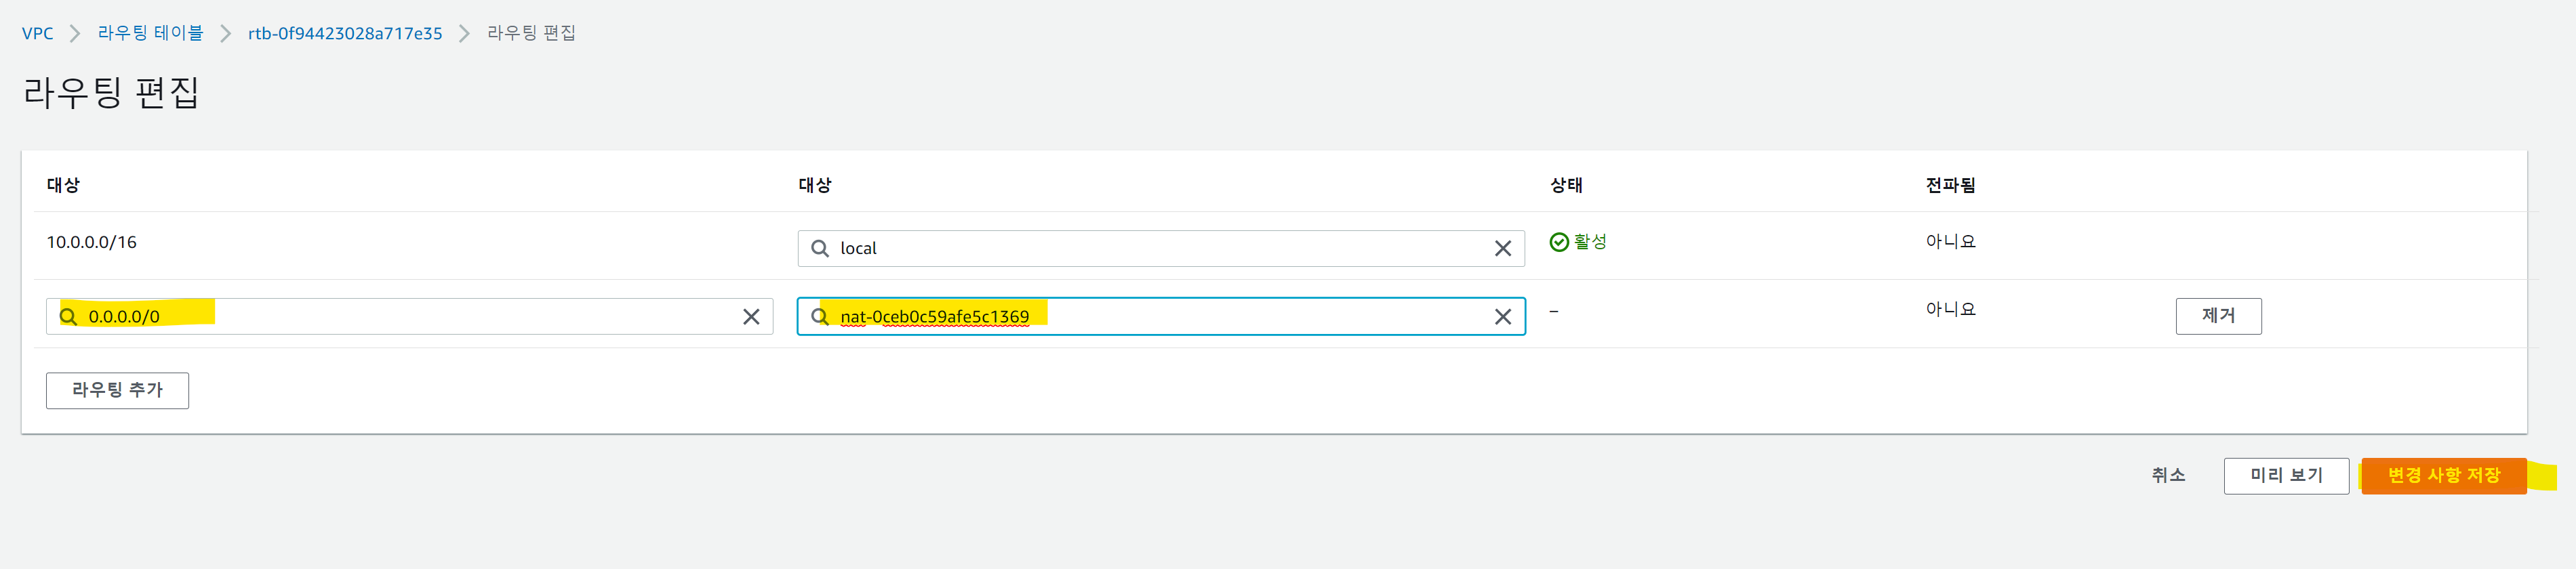 VPC 라우팅 테이블 rtb-0f94423028a717e35 라우팅 편집
라우팅 편집
대상 대상 상태 전파됨
10.0.0.0/16 local 활성 아니요
0.0.0.0/0 nat-0ceb0c59afe5c1369 – 아니요 제거
라우팅 추가
취소 미리 보기 변경 사항 저장